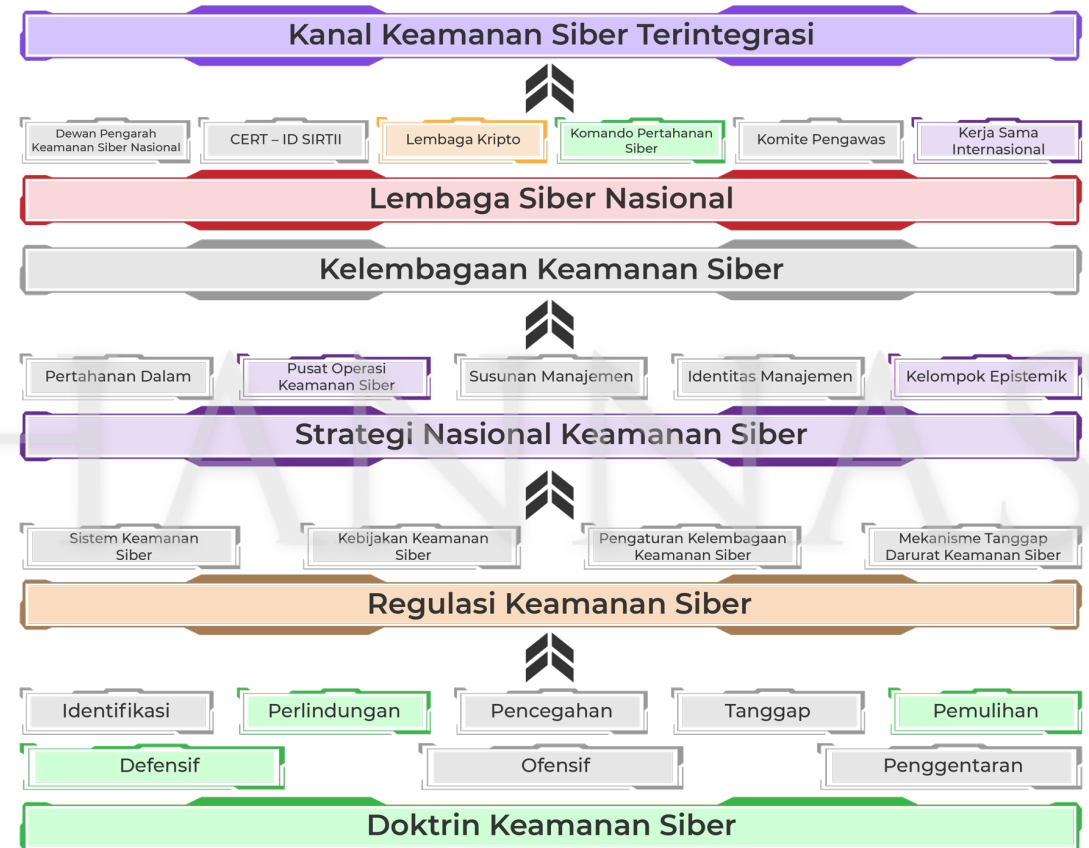 Kanal Keamanan Siber Terintegrasi
Dewan Pengarah
Keamanan Siber Nasional
CERT – ID SIRTII
Lembaga Kripto
Komando Pertahanan
Siber
Komite Pengawas
Kerja Sama
Internasional
Lembaga Siber Nasional
Kelembagaan Keamanan Siber
Pertahanan Dalam
Pusat Operasi
Keamanan Siber
Susunan Manajemen
Identitas Manajemen
Kelompok Epistemik
Strategi Nasional Keamanan Siber
HANNAS
Sistem Keamanan
Siber
Kebijakan Keamanan
Siber
Pengaturan Kelembagaan
Keamanan Siber
Mekanisme Tanggap
Darurat Keamanan Siber
Regulasi Keamanan Siber
Identifikasi
Perlindungan
Pencegahan
Tanggap
Pemulihan
Defensif
Ofensif
Penggentaran
Doktrin Keamanan Siber